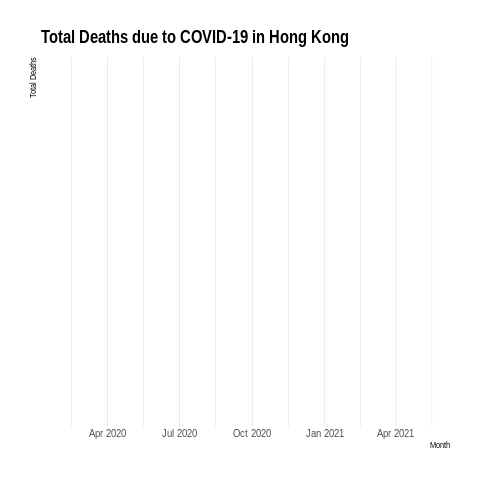 Total Deaths due to COVID-19 in Hong Kong
Total Deaths
Apr 2020 Jul 2020 Oct 2020 Jan 2021 Apr 2021
Month